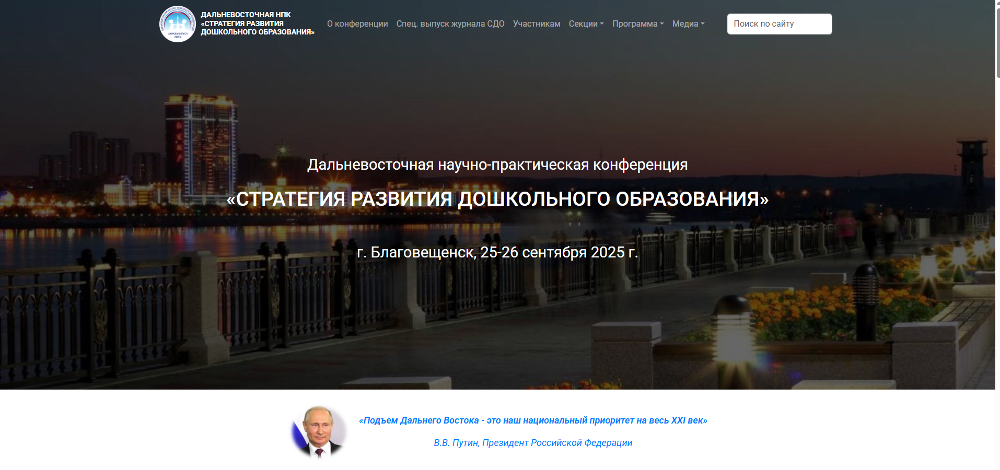 ДАЛЬНЕВОСТОЧНАЯ НПК
«СТРАТЕГИЯ РАЗВИТИЯ
ДОШКОЛЬНОГО ОБРАЗОВАНИЯ»
О конференции
Спец. выпуск журнала СДО
Участникам
Секции
Программа
Медиа
Поиск по сайту
Дальневосточная научно-практическая конференция
«СТРАТЕГИЯ РАЗВИТИЯ ДОШКОЛЬНОГО ОБРАЗОВАНИЯ»
г. Благовещенск, 25-26 сентября 2025 г.
«Подъем Дальнего Востока - это наш национальный приоритет на весь XXI век»
В.В. Путин, Президент Российской Федерации